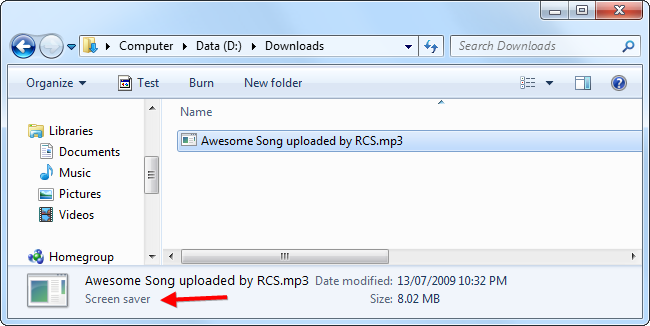 Computer Data (D:) Downloads
Search Downloads
Organize Test Burn New folder
Name
Libraries
Documents
Music
Pictures
Videos
Homegroup
Awesome Song uploaded by RCS.mp3
Awesome Song uploaded by RCS.mp3 Date modified: 13/07/2009 10:32 PM
Screen saver Size: 8.02 MB